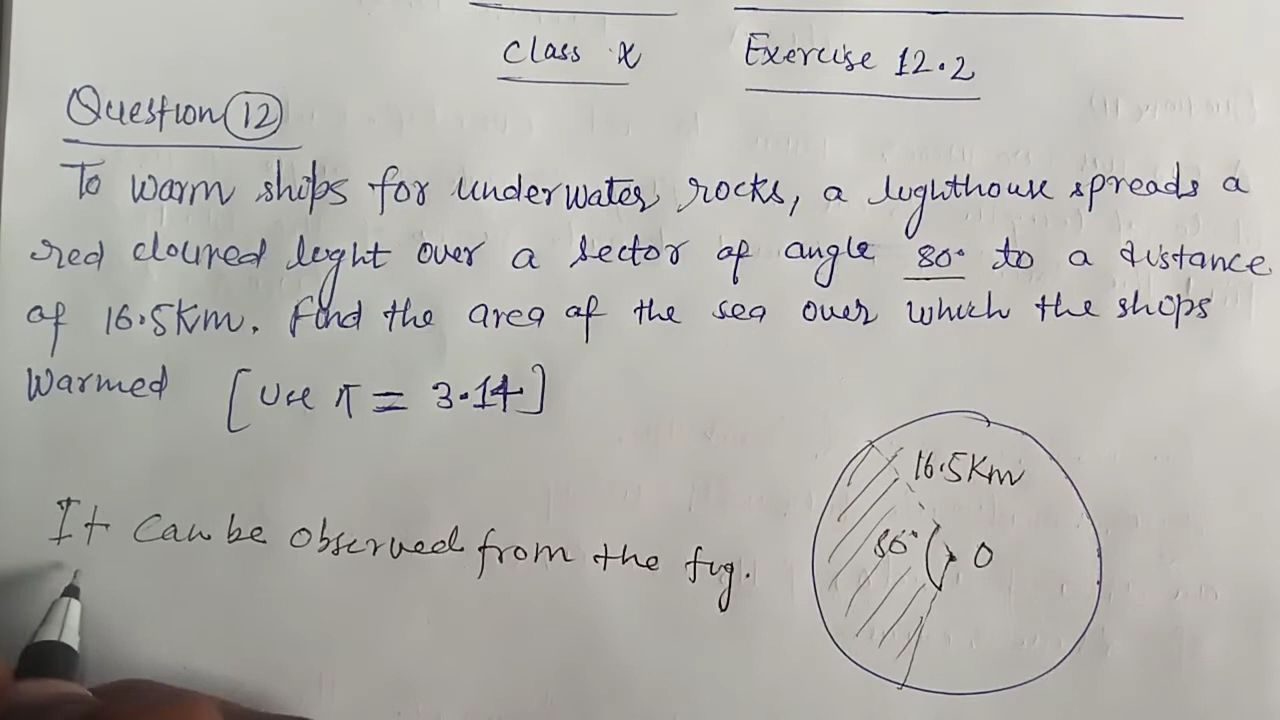 Class X Exercise 12.2
Question 12
To warm ships for underwater rocks, a lighthouse spreads a
red cloured light over a sector of angle 80° to a distance
of 16.5km. Find the area of the sea over which the ships
Warmed [Use π = 3.14]
16.5Km
80° O
It can be observed from the fig.